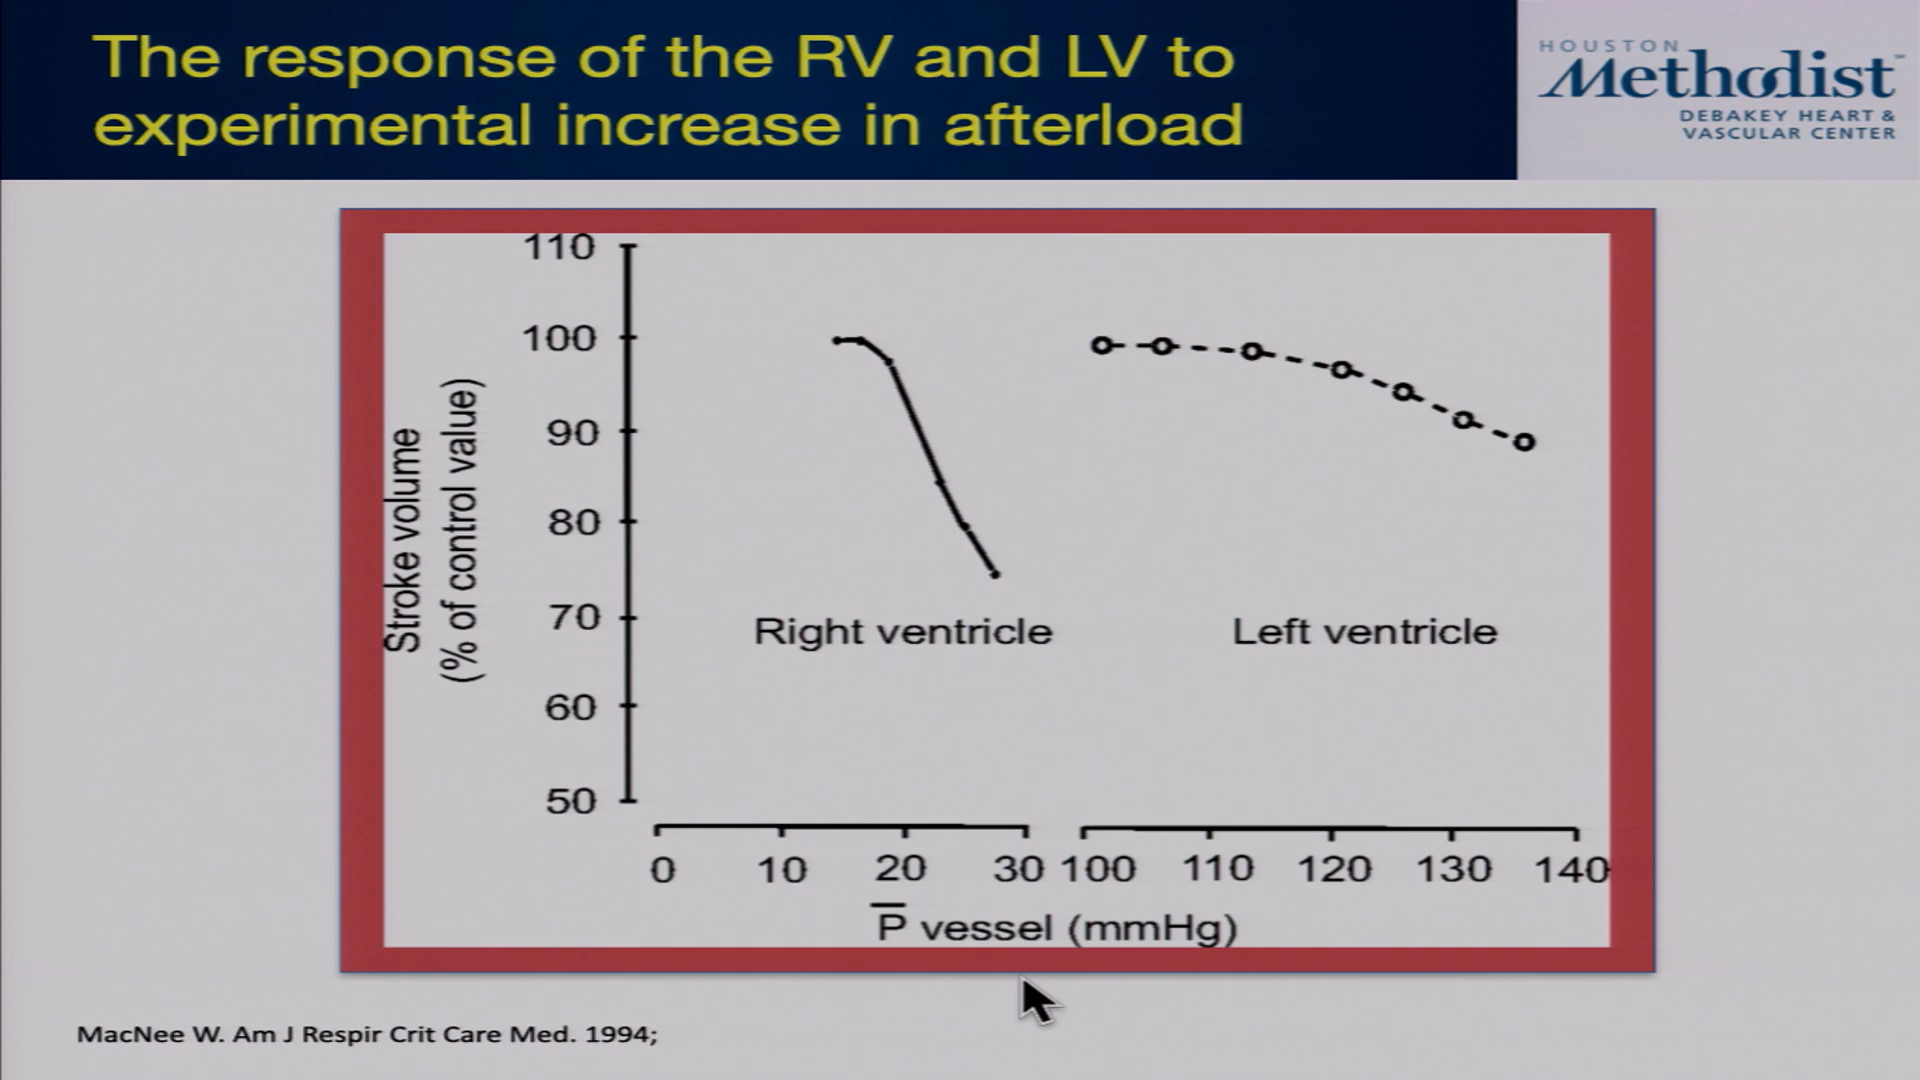 The response of the RV and LV to
experimental increase in afterload
HOUSTON
Methodist™
DEBAKEY HEART &
VASCULAR CENTER
Stroke volume
(% of control value)
110
100
90
80
70
60
50
Right ventricle
Left ventricle
0 10 20 30 100 110 120 130 140
P̅ vessel (mmHg)
MacNee W. Am J Respir Crit Care Med. 1994;